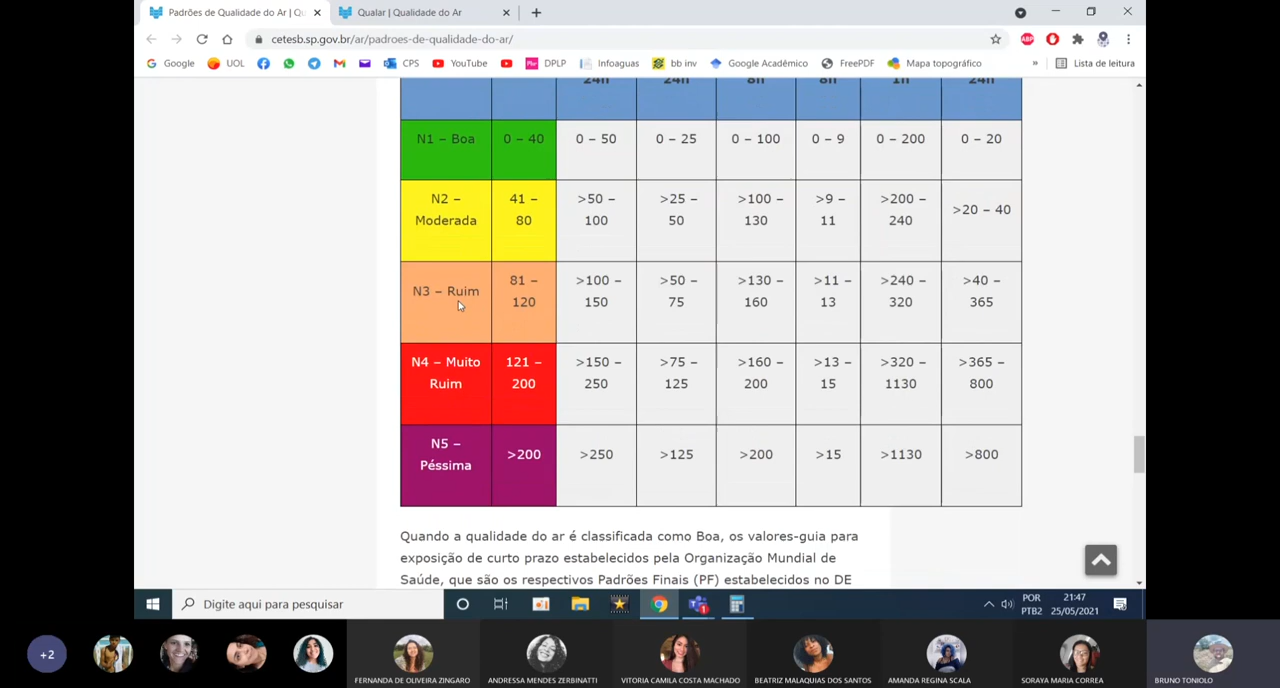 Padrões de Qualidade do Ar | Qu
Qualar | Qualidade do Ar
cetesb.sp.gov.br/ar/padroes-de-qualidade-do-ar/
ABP
Google
UOL
CPS
YouTube
DPLP
Infoaguas
bb inv
Google Acadêmico
FreePDF
Mapa topográfico
»
Lista de leitura
24h 24h 8h 8h 1h 24h
N1 – Boa 0 – 40 0 – 50 0 – 25 0 – 100 0 – 9 0 – 200 0 – 20
N2 – 41 – >50 – >25 – >100 – >9 – >200 – >20 – 40
Moderada 80 100 50 130 11 240
N3 – Ruim 81 – >100 – >50 – >130 – >11 – >240 – >40 –
120 150 75 160 13 320 365
N4 – Muito 121 – >150 – >75 – >160 – >13 – >320 – >365 –
Ruim 200 250 125 200 15 1130 800
N5 – >200 >250 >125 >200 >15 >1130 >800
Péssima
Quando a qualidade do ar é classificada como Boa, os valores-guia para
exposição de curto prazo estabelecidos pela Organização Mundial de
Saúde, que são os respectivos Padrões Finais (PF) estabelecidos no DE
Digite aqui para pesquisar
POR
PTB2
21:47
25/05/2021
+2
FERNANDA DE OLIVEIRA ZINGARO
ANDRESSA MENDES ZERBINATTI
VITORIA CAMILA COSTA MACHADO
BEATRIZ MALAQUIAS DOS SANTOS
AMANDA REGINA SCALA
SORAYA MARIA CORREA
BRUNO TONIOLO